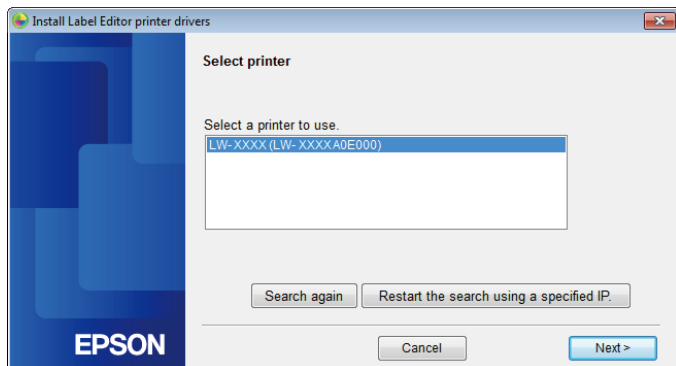 Install Label Editor printer drivers
Select printer
Select a printer to use.
LW-XXXX (LW-XXXXA0E000)
Search again
Restart the search using a specified IP.
EPSON
Cancel
Next >